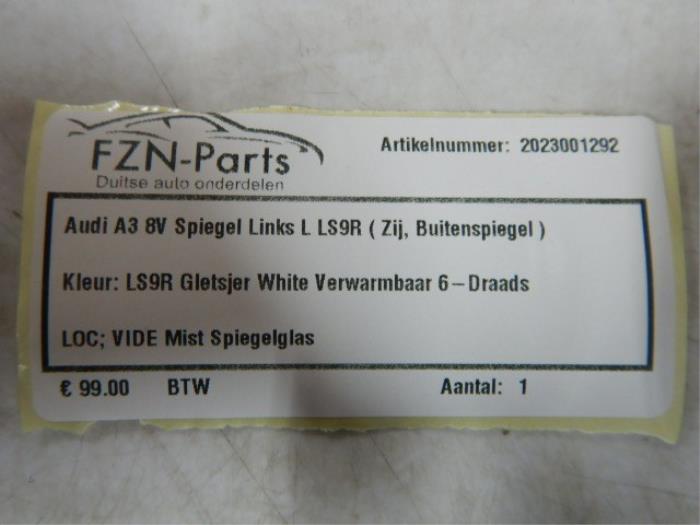 FZN-Parts
Duitse auto onderdelen
Artikelnummer: 2023001292
Audi A3 8V Spiegel Links L LS9R ( Zij, Buitenspiegel )
Kleur: LS9R Gletsjer White Verwarmbaar 6-Draads
LOC; VIDE Mist Spiegelglas
€ 99.00 BTW Aantal: 1